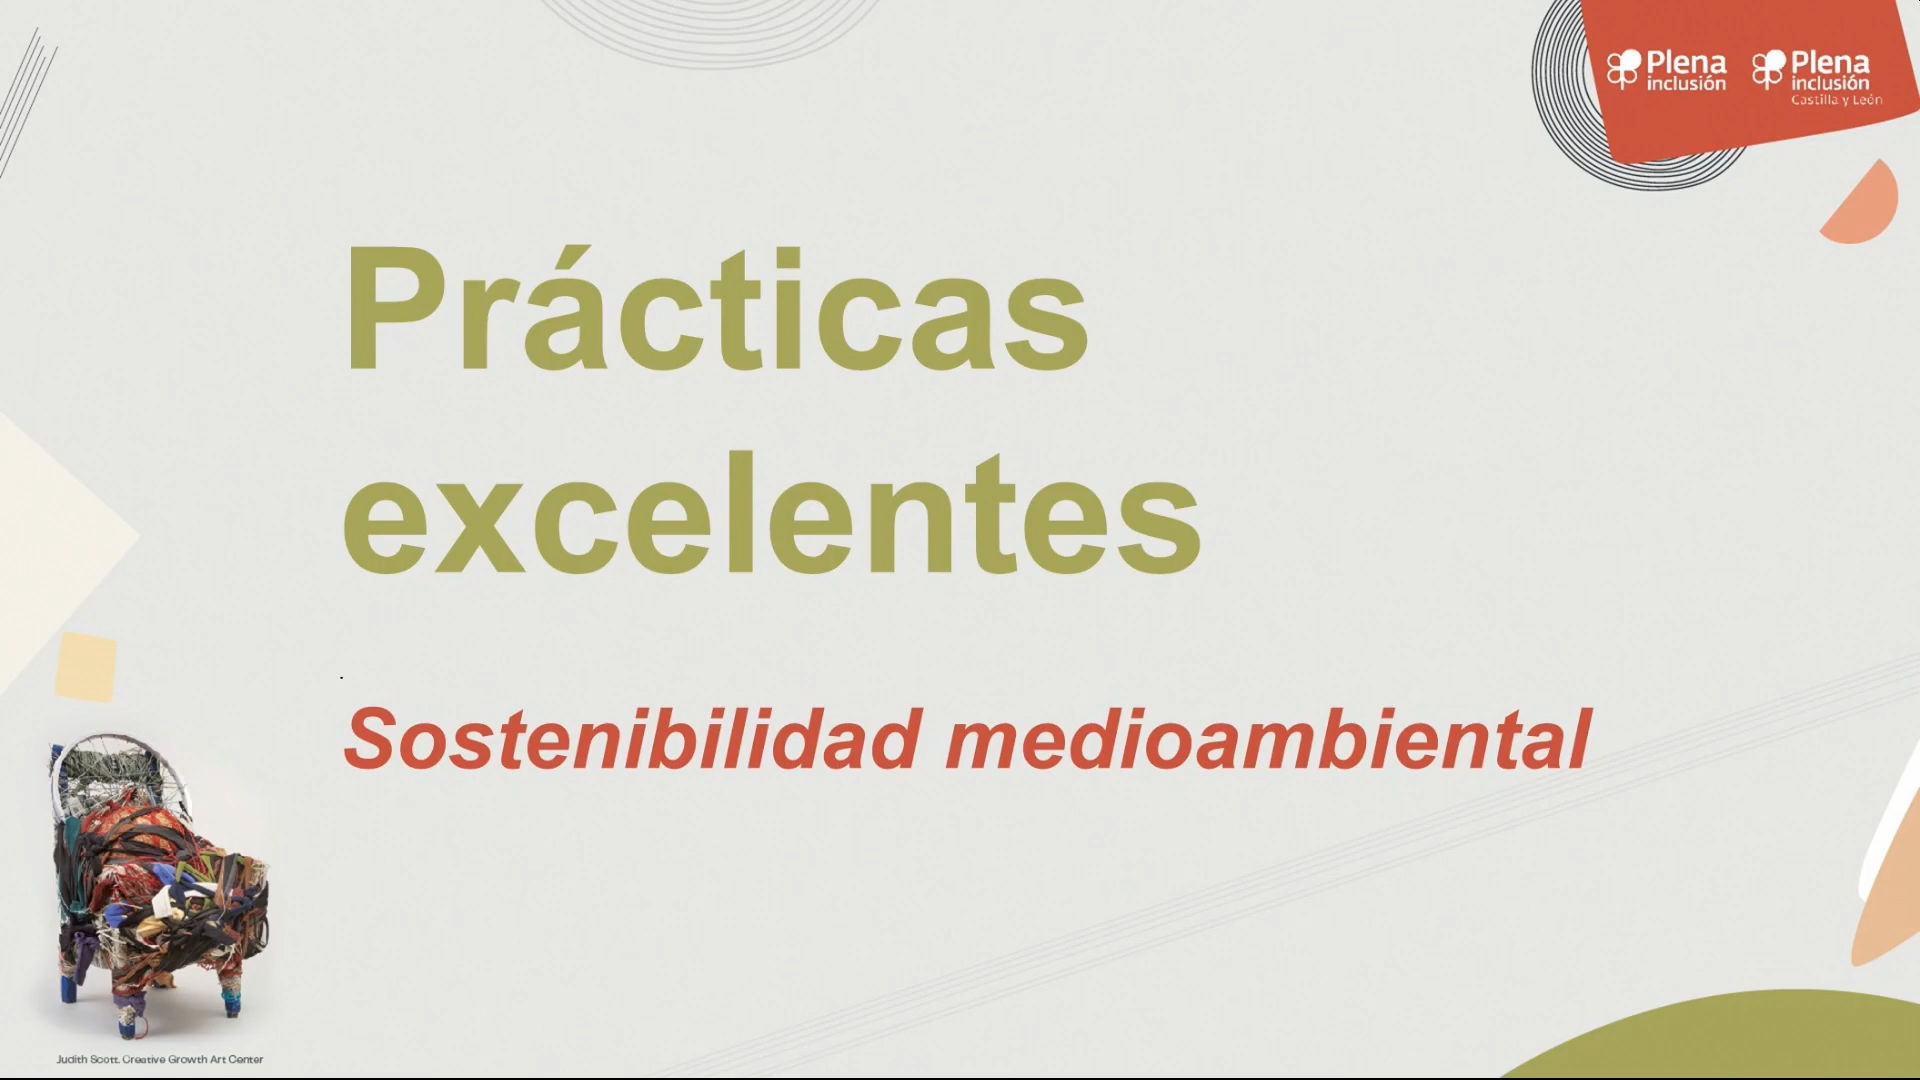 Plena
inclusión
Plena
inclusión
Castilla y León
Prácticas
excelentes
.
Sostenibilidad medioambiental
Judith Scott. Creative Growth Art Center